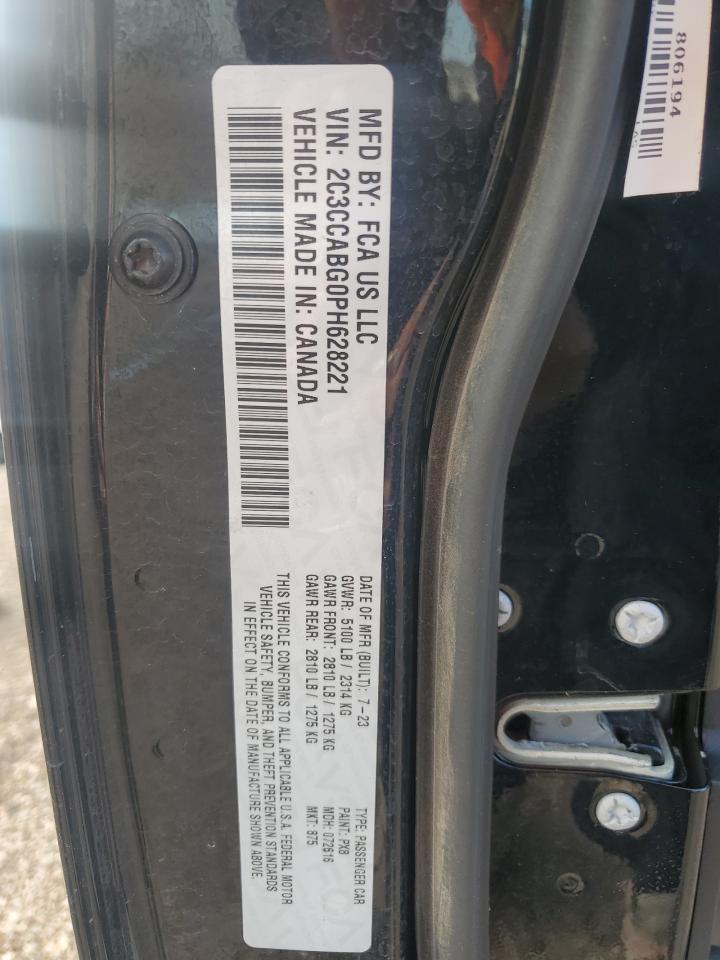 MFD BY: FCA US LLC
VIN: 2C3CCABG0PH628221
VEHICLE MADE IN: CANADA
DATE OF MFR (BUILT): 7-23
GVWR: 5100 LB / 2314 KG
GAWR FRONT: 2810 LB / 1275 KG
GAWR REAR: 2810 LB / 1275 KG
THIS VEHICLE CONFORMS TO ALL APPLICABLE U.S.A. FEDERAL MOTOR
VEHICLE SAFETY, BUMPER, AND THEFT PREVENTION STANDARDS
IN EFFECT ON THE DATE OF MANUFACTURE SHOWN ABOVE.
TYPE: PASSENGER CAR
PAINT: PX8
MDH: 072616
MKT: 875
806194